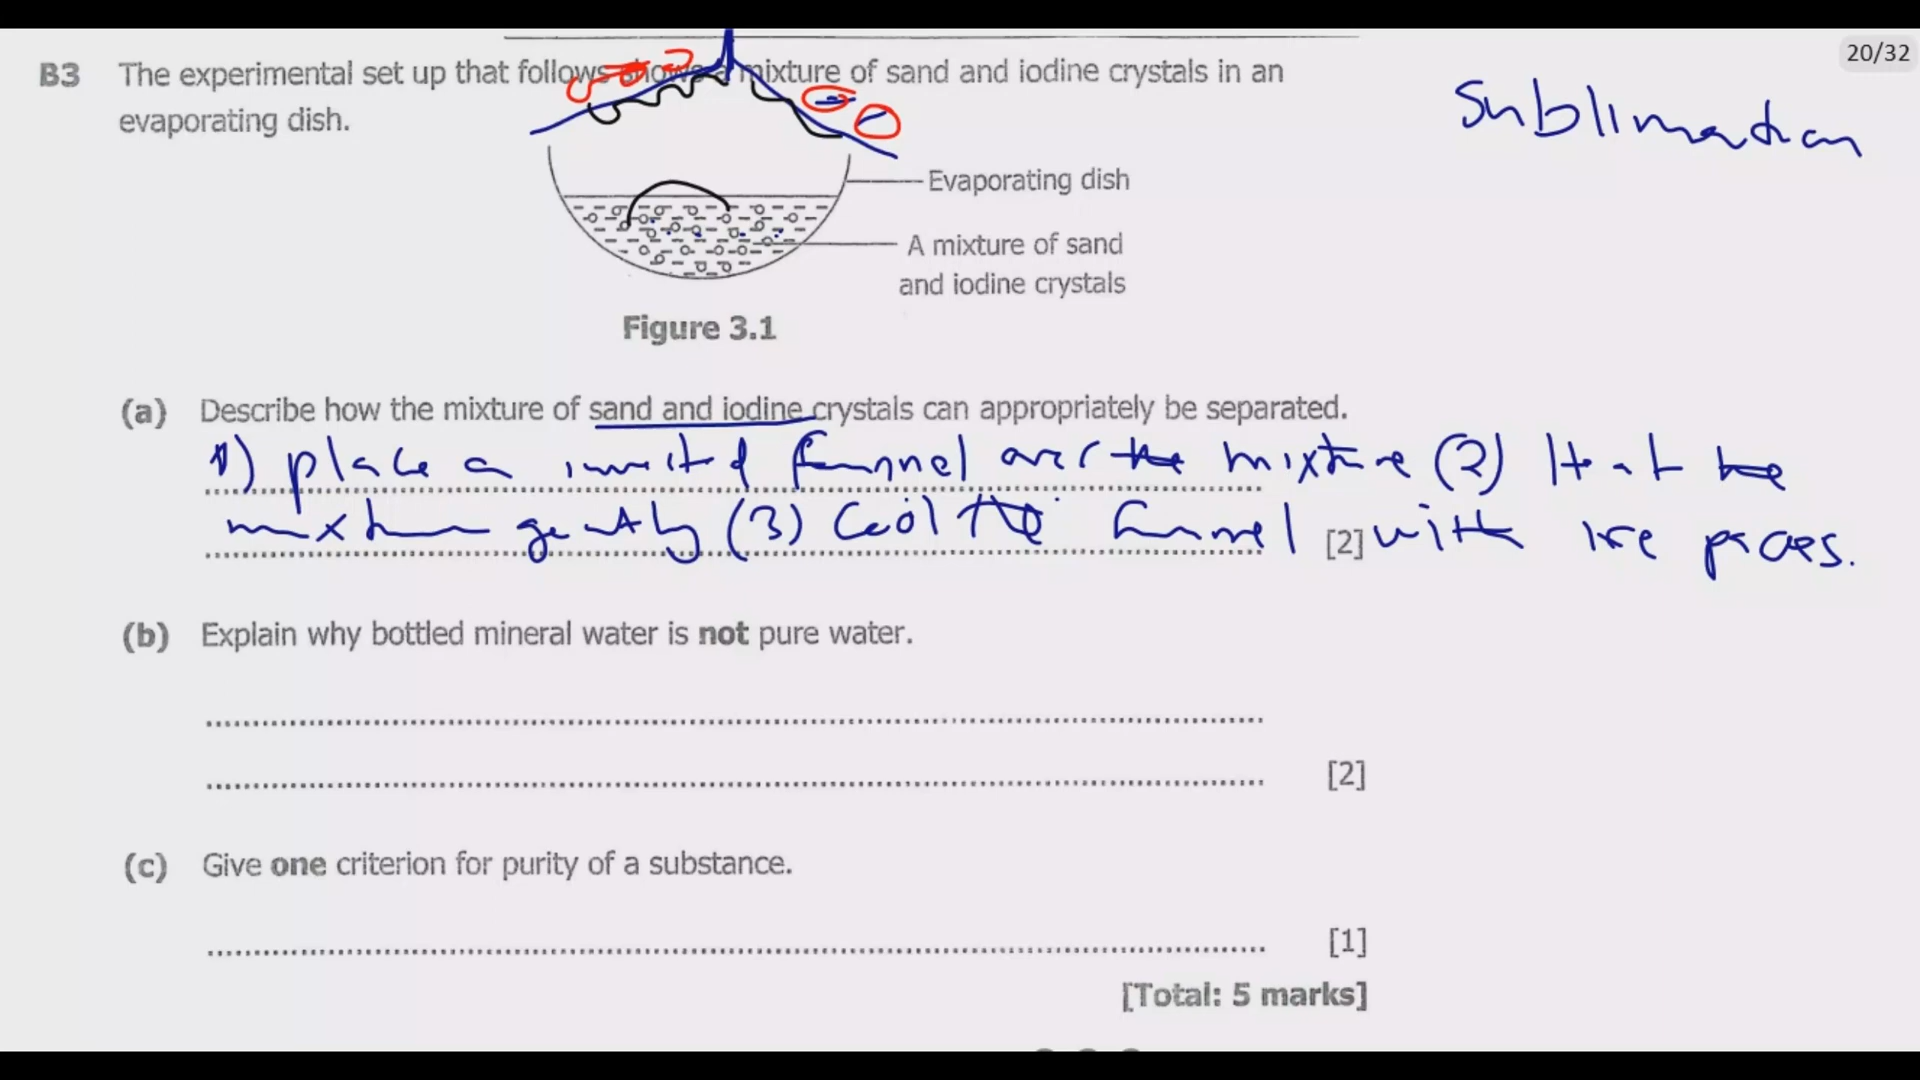 20/32
B3 The experimental set up that follows shows a mixture of sand and iodine crystals in an
evaporating dish.
Sublimation
Evaporating dish
A mixture of sand
and iodine crystals
Figure 3.1
(a) Describe how the mixture of sand and iodine crystals can appropriately be separated.
1) place a inverted funnel over the mixture (2) Heat the
mixture gently (3) Cool the funnel [2] with ice pieces.
(b) Explain why bottled mineral water is not pure water.
[2]
(c) Give one criterion for purity of a substance.
[1]
[Total: 5 marks]